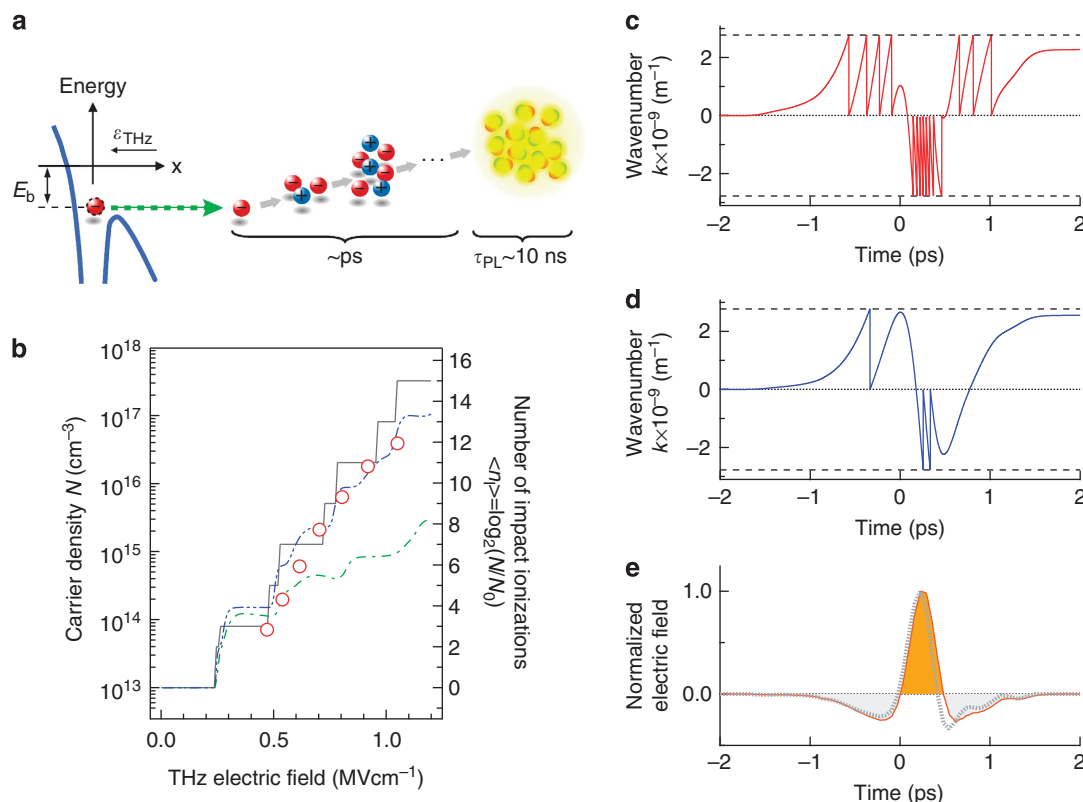 a
Energy
εTHz
x
Eb
−
− − +
+ − − + − − +
...
~ps
τPL~10 ns
b
10^18
10^17
10^16
10^15
10^14
10^13
Carrier density N (cm−3)
16
14
12
10
8
6
4
2
0
Number of impact ionizations
<nI>=log2(N/N0)
0.0 0.5 1.0
THz electric field (MVcm−1)
c
Wavenumber
k×10−9 (m−1)
2
0
−2
−2 −1 0 1 2
Time (ps)
d
Wavenumber
k×10−9 (m−1)
2
0
−2
−2 −1 0 1 2
Time (ps)
e
Normalized
electric field
1.0
0.0
−2 −1 0 1 2
Time (ps)